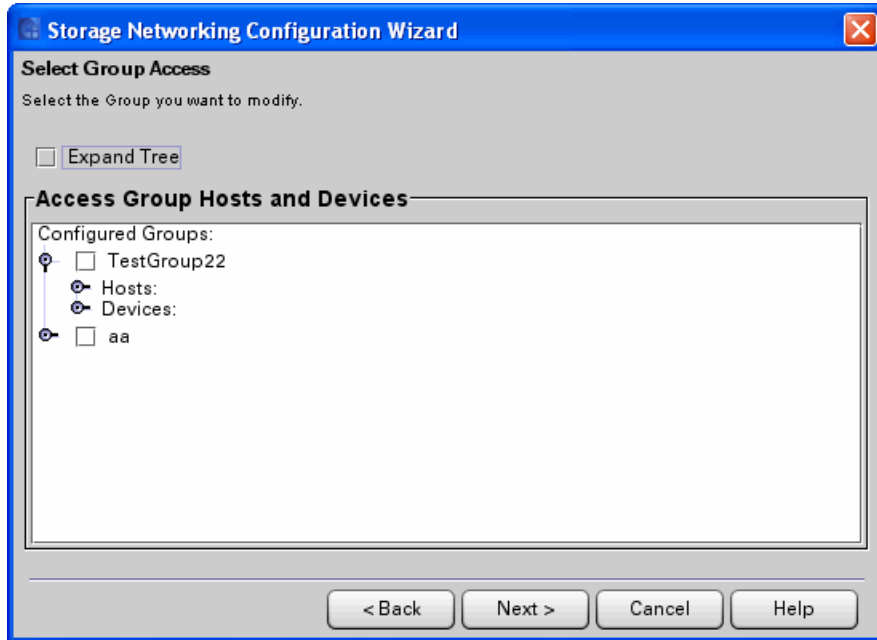 Storage Networking Configuration Wizard
Select Group Access
Select the Group you want to modify.
Expand Tree
Access Group Hosts and Devices
Configured Groups:
TestGroup22
Hosts:
Devices:
aa
< Back Next > Cancel Help